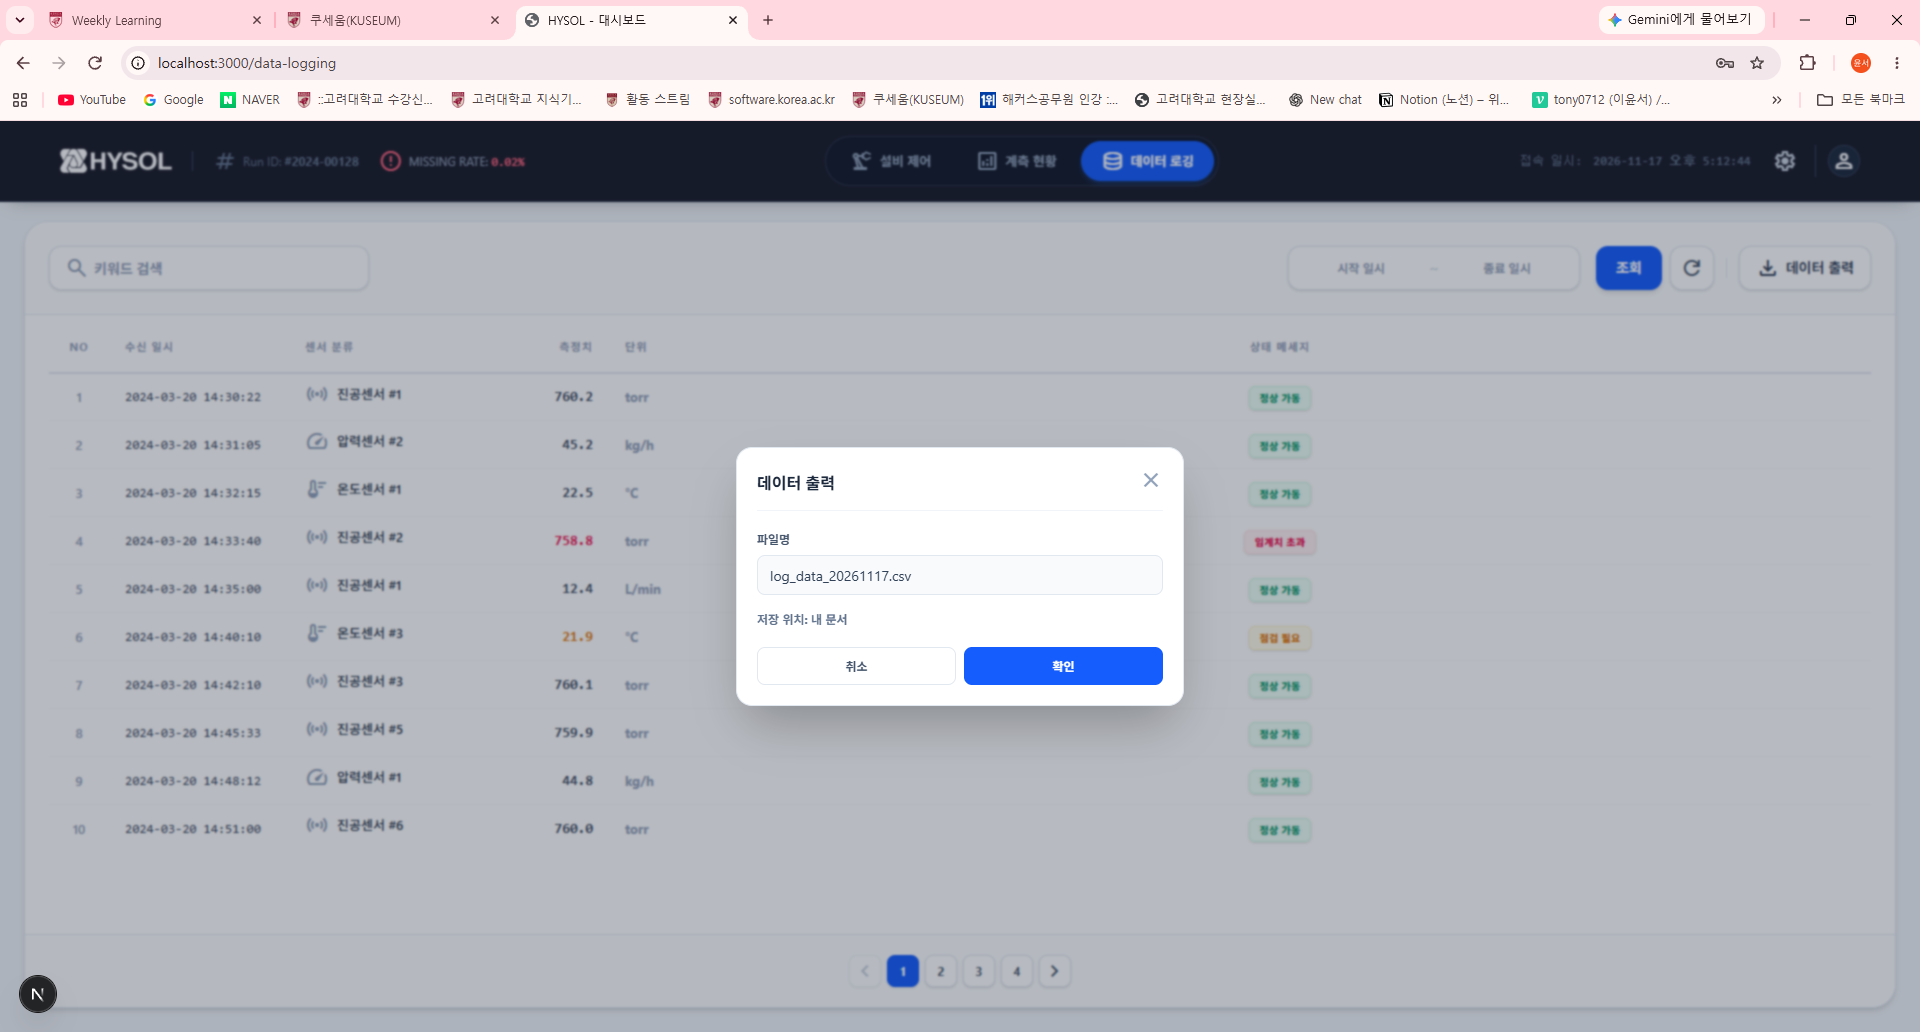 Weekly Learning
쿠세움(KUSEUM)
HYSOL - 대시보드
Gemini에게 물어보기
localhost:3000/data-logging
윤서
YouTube
Google
NAVER
::고려대학교 수강신...
고려대학교 지식기...
활동 스트림
software.korea.ac.kr
쿠세움(KUSEUM)
해커스공무원 인강 :...
고려대학교 현장실...
New chat
Notion (노션) – 위...
tony0712 (이윤서) /...
모든 북마크
HYSOL
Run ID: #2024-00128
MISSING RATE: 0.02%
설비 제어
계측 현황
데이터 로깅
접속 일시: 2026-11-17 오후 5:12:44
키워드 검색
시작 일시 ~ 종료 일시
조회
데이터 출력
NO 수신 일시 센서 분류 측정치 단위 상태 메세지
1 2024-03-20 14:30:22 진공센서 #1 760.2 torr 정상 가동
2 2024-03-20 14:31:05 압력센서 #2 45.2 kg/h 정상 가동
3 2024-03-20 14:32:15 온도센서 #1 22.5 °C 정상 가동
4 2024-03-20 14:33:40 진공센서 #2 758.8 torr 임계치 초과
5 2024-03-20 14:35:00 진공센서 #1 12.4 L/min 정상 가동
6 2024-03-20 14:40:10 온도센서 #3 21.9 °C 점검 필요
7 2024-03-20 14:42:10 진공센서 #3 760.1 torr 정상 가동
8 2024-03-20 14:45:33 진공센서 #5 759.9 torr 정상 가동
9 2024-03-20 14:48:12 압력센서 #1 44.8 kg/h 정상 가동
10 2024-03-20 14:51:00 진공센서 #6 760.0 torr 정상 가동
데이터 출력
파일명
log_data_20261117.csv
저장 위치: 내 문서
취소
확인
1 2 3 4
N